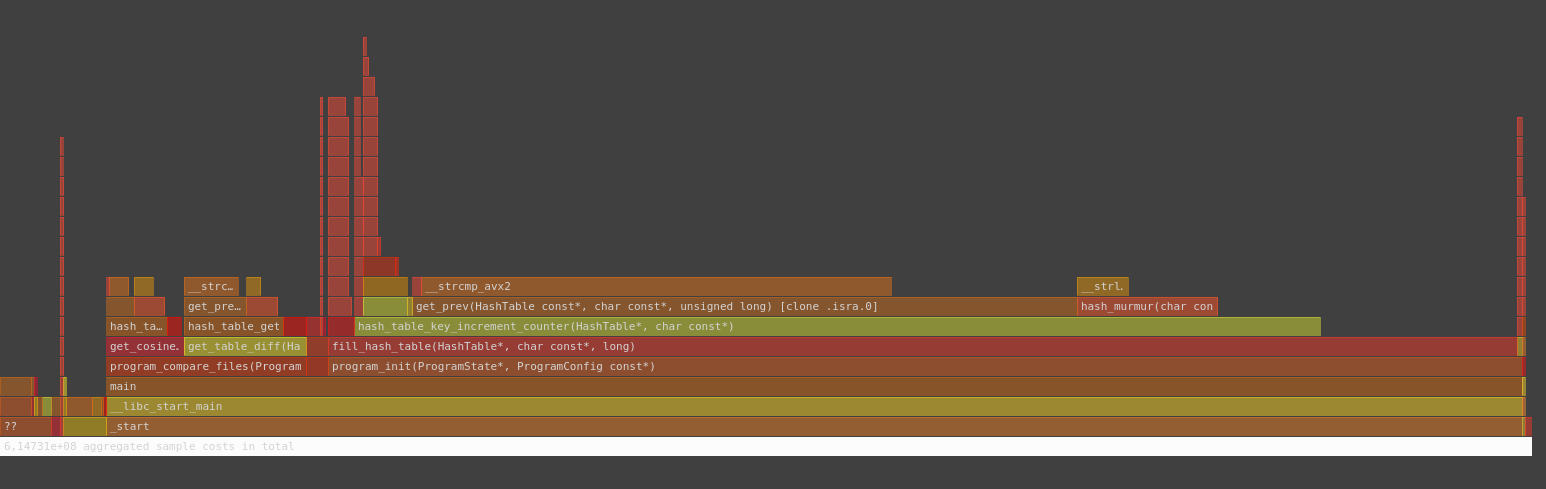 __strc… __strcmp_avx2 __strl.
get_pre… get_prev(HashTable const*, char const*, unsigned long) [clone .isra.0] hash_murmur(char con
hash_ta… hash_table_get hash_table_key_increment_counter(HashTable*, char const*)
get_cosine. get_table_diff(Ha fill_hash_table(HashTable*, char const*, long)
program_compare_files(Program program_init(ProgramState*, ProgramConfig const*)
main
__libc_start_main
?? _start
6,14731e+08 aggregated sample costs in total